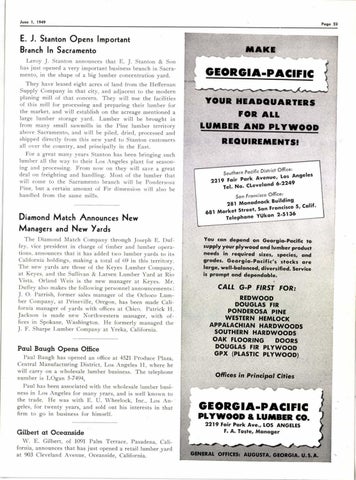 June 1, 1949
Page 55
E. J. Stanton Opens Important
Branch In Sacramento
Leroy J. Stanton announces that E. J. Stanton & Son
has just opened a very important business branch in Sacra-
mento, in the shape of a big lumber concentration yard.
They have leased eight acres of land from the Heffernan
Supply Company in that city, and adjacent to the modern
planing mill of that concern. They will use the facilities
of this mill for processing and preparing their lumber for
the market, and will establish on the acreage mentioned a
large lumber storage yard. Lumber will be brought in
from many small sawmills in the Pine lumber territory
above Sacramento, and will be piled, dried, processed and
shipped directly from this new yard to Stanton customers
all over the country, and principally in the East.
For a great many years Stanton has been bringing such
lumber all the way to their Los Angeles plant for season-
ing and processing. From now on they will save a great
deal on freighting and handling. Most of the lumber that
will come to the Sacramento branch will be Ponderosa
Pine, but a certain amount of Fir dimension will also be
handled from the same mills.
Diamond Match Announces New
Managers and New Yards
The Diamond Match Company through Joseph E. Duf-
fey, vice president in charge of timber and lumber opera-
tions, announces that it has added two lumber yards to its
California holdings, making a total of 49 in this territory.
The new yards are those of the Keyes Lumber Company,
at Keyes, and the Sullivan & Larsen Lumber Yard at Rio
Vista. Orland Weis is the new manager at Keyes. Mr.
Duffey also makes the following personnel announcements:
J. O. Parrish, former sales manager of the Ochoco Lum-
ber Company, at Prineville, Oregon, has been made Cali-
fornia manager of yards with offices at Chico. Patrick H.
Jackson is made new Northwestern manager, with of-
fices in Spokane, Washington. He formerly managed the
J. F. Sharpe Lumber Company at Yreka, California.
Paul Baugh Opens Office
Paul Baugh has opened an office at 4521 Produce Plaza,
Central Manufacturing District, Los Angeles 11, where he
will carry on a wholesale lumber business. The telephone
number is LOgan 5-7494.
Paul has been associated with the wholesale lumber busi-
ness in Los Angeles for many years, and is well known to
the trade. He was with E. U. Wheelock, Inc., Los An-
geles, for twenty years, and sold out his interests in that
firm to go in business for himself.
Gilbert at Oceanside
W. E. Gilbert, of 1091 Palm Terrace, Pasadena, Cali-
fornia, announces that has just opened a retail lumber yard
at 903 Cleveland Avenue, Oceanside, California.
MAKE
GEORGIA-PACIFIC
YOUR HEADQUARTERS
FOR ALL
LUMBER AND PLYWOOD
REQUIREMENTS!
Southern Pacific District Office:
2219 Fair Park Avenue, Los Angeles
Tel. No. Cleveland 6-2249
San Francisco Office:
281 Monadnock Building
681 Market Street, San Francisco 5, Calif.
Telephone YUkon 2-5136
You can depend on Georgia-Pacific to
supply your plywood and lumber product
needs in required sizes, species, and
grades. Georgia-Pacific's stocks are
large, well-balanced, diversified. Service
is prompt and dependable.
CALL G-P FIRST FOR:
REDWOOD
DOUGLAS FIR
PONDEROSA PINE
WESTERN HEMLOCK
APPALACHIAN HARDWOODS
SOUTHERN HARDWOODS
OAK FLOORING DOORS
DOUGLAS FIR PLYWOOD
GPX (PLASTIC PLYWOOD)
Offices in Principal Cities
GEORGIA-PACIFIC
PLYWOOD & LUMBER CO.
2219 Fair Park Ave., LOS ANGELES
F. A. Toste, Manager
GENERAL OFFICES: AUGUSTA, GEORGIA, U.S.A.